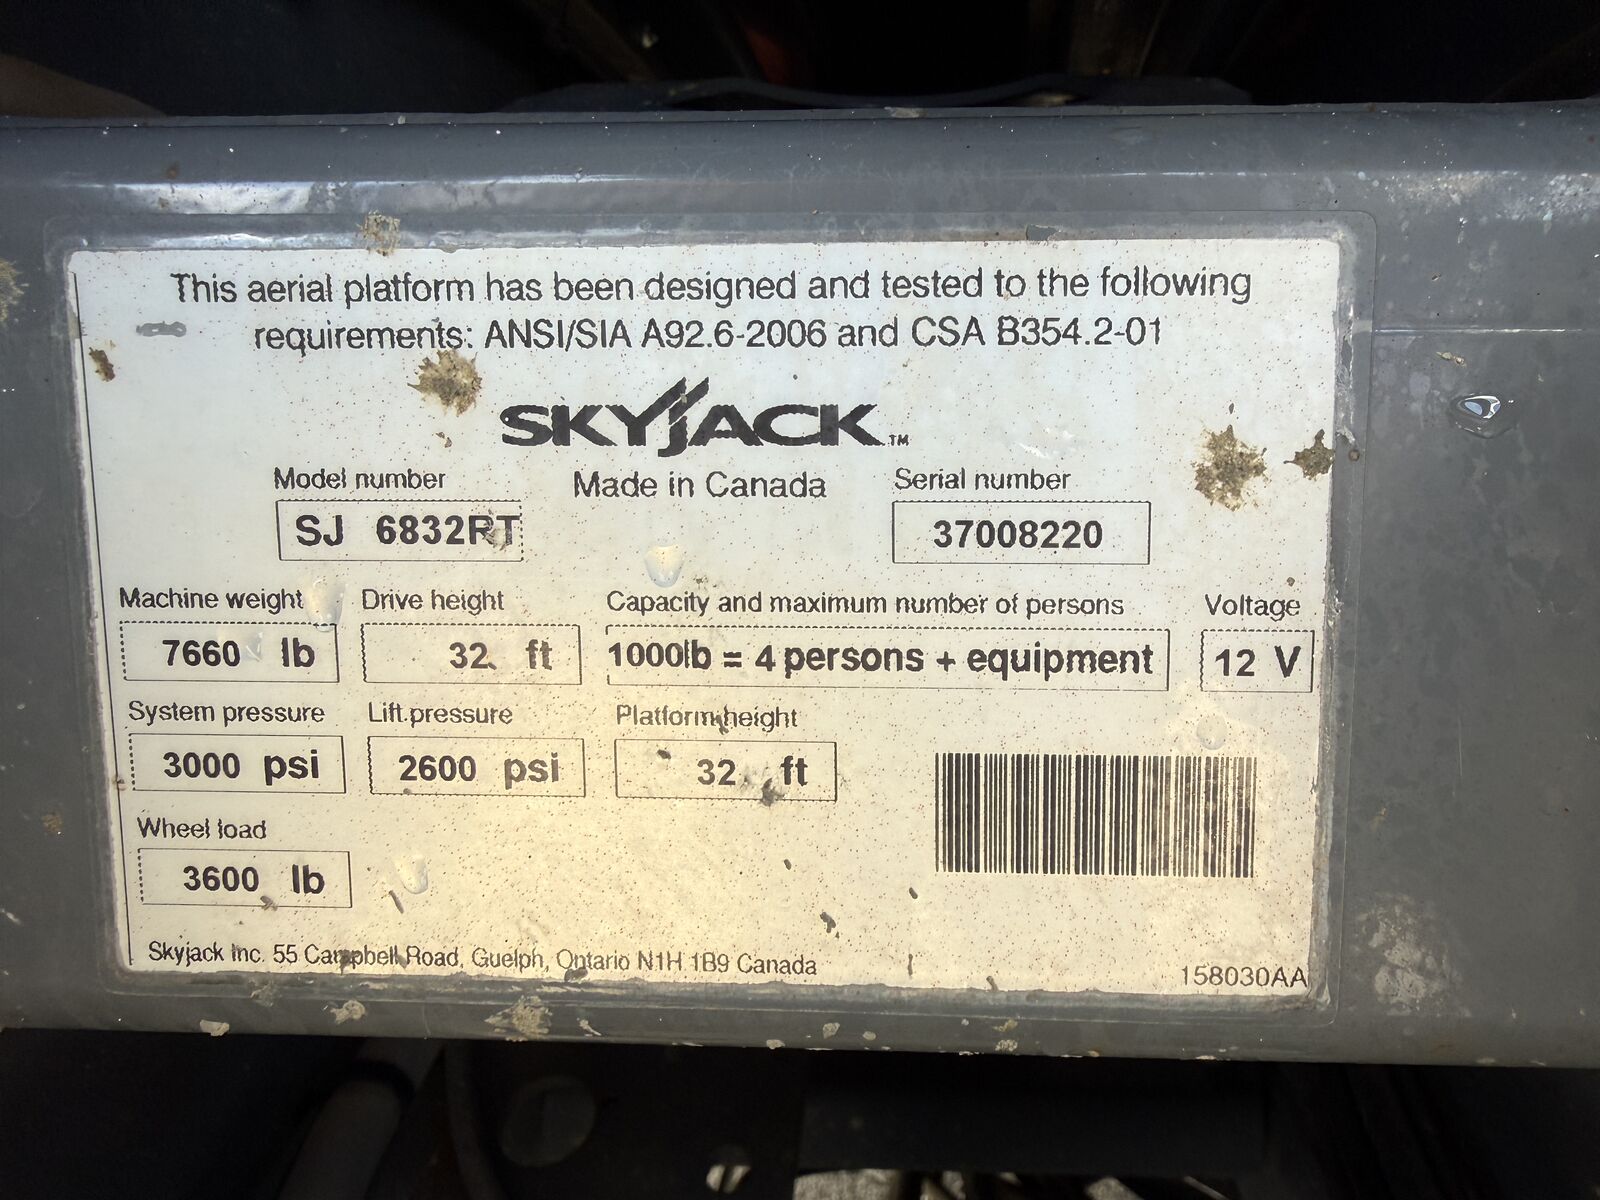 This aerial platform has been designed and tested to the following
requirements: ANSI/SIA A92.6-2006 and CSA B354.2-01
SKYJACK TM
Made in Canada
Model number
SJ 6832RT
Serial number
37008220
Machine weight
7660 lb
Drive height
32 ft
Capacity and maximum number of persons
1000lb = 4 persons + equipment
Voltage
12 V
System pressure
3000 psi
Lift pressure
2600 psi
Platform height
32 ft
Wheel load
3600 lb
Skyjack Inc. 55 Campbell Road, Guelph, Ontario N1H 1B9 Canada
158030AA